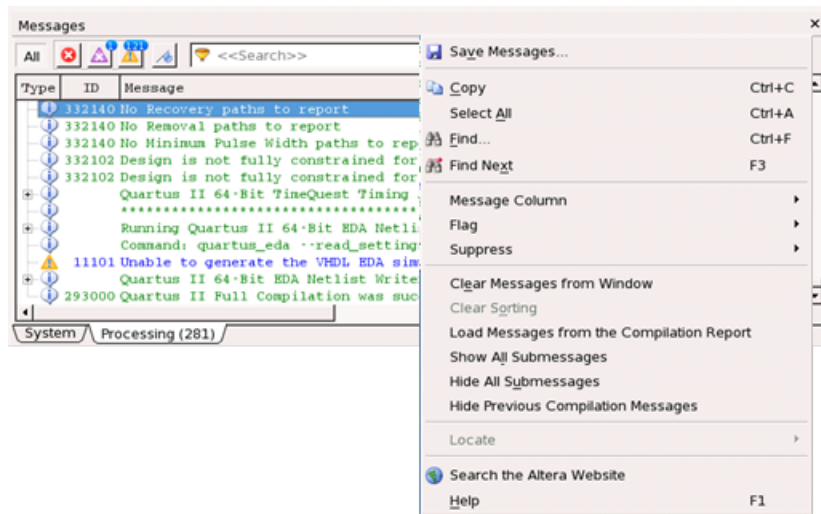 Messages
All
1
121
<<Search>>
Type ID Message
332140 No Recovery paths to report
332140 No Removal paths to report
332140 No Minimum Pulse Width paths to rep
332102 Design is not fully constrained for
332102 Design is not fully constrained for
Quartus II 64-Bit TimeQuest Timing
************************************
Running Quartus II 64-Bit EDA Netli
Command: quartus_eda --read_setting
11101 Unable to generate the VHDL EDA sim
Quartus II 64-Bit EDA Netlist Write
293000 Quartus II Full Compilation was suc
System
Processing (281)
Save Messages...
Copy Ctrl+C
Select All Ctrl+A
Find... Ctrl+F
Find Next F3
Message Column
Flag
Suppress
Clear Messages from Window
Clear Sorting
Load Messages from the Compilation Report
Show All Submessages
Hide All Submessages
Hide Previous Compilation Messages
Locate
Search the Altera Website
Help F1